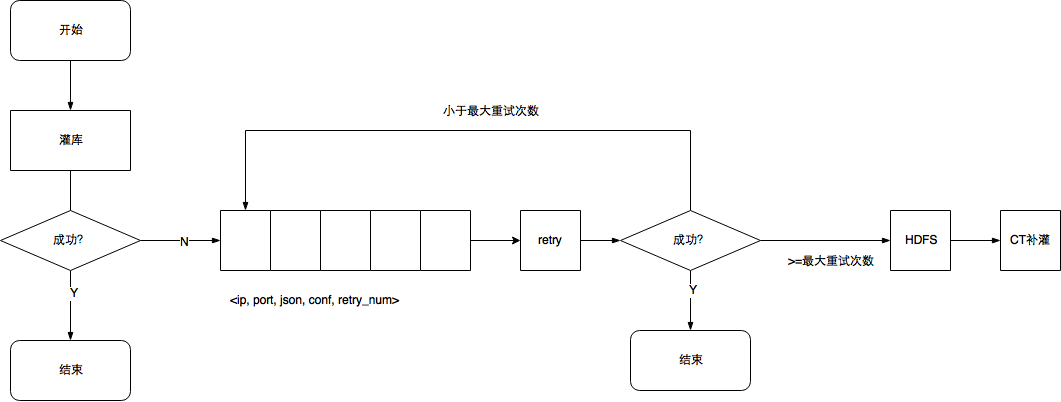 开始
灌库
小于最大重试次数
成功?
N
retry
成功?
HDFS
CT补灌
>=最大重试次数
Y
<ip, port, json, conf, retry_num>
Y
结束
结束